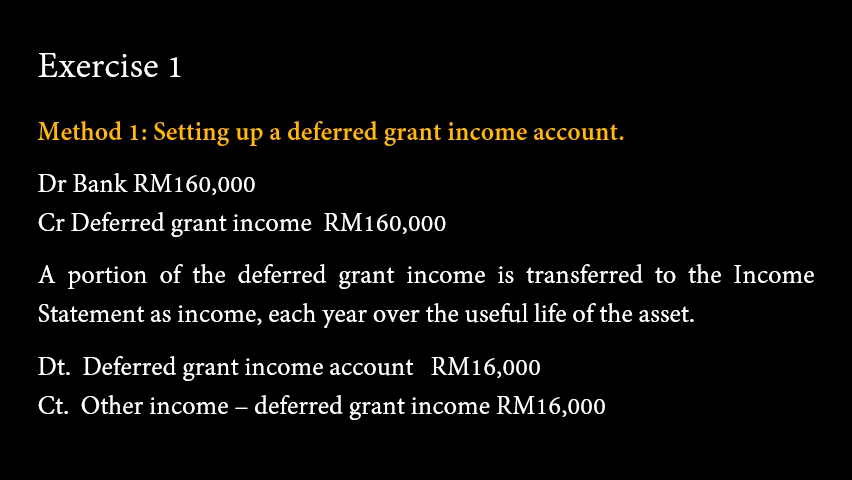 Exercise 1
Method 1: Setting up a deferred grant income account.
Dr Bank RM160,000
Cr Deferred grant income RM160,000
A portion of the deferred grant income is transferred to the Income
Statement as income, each year over the useful life of the asset.
Dt. Deferred grant income account RM16,000
Ct. Other income – deferred grant income RM16,000